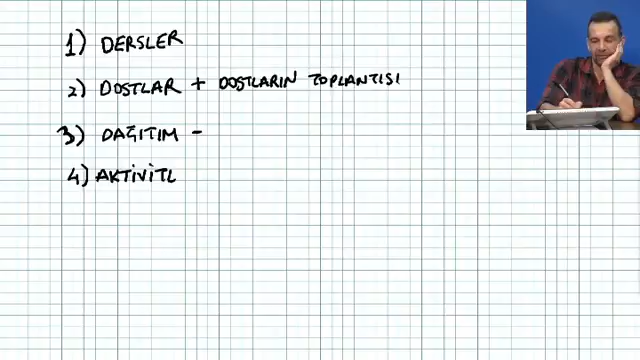 1) DERSLER
2) DOSTLAR + DOSTLARIN TOPLANTISI
3) DAĞITIM -
4) AKTİVİTE